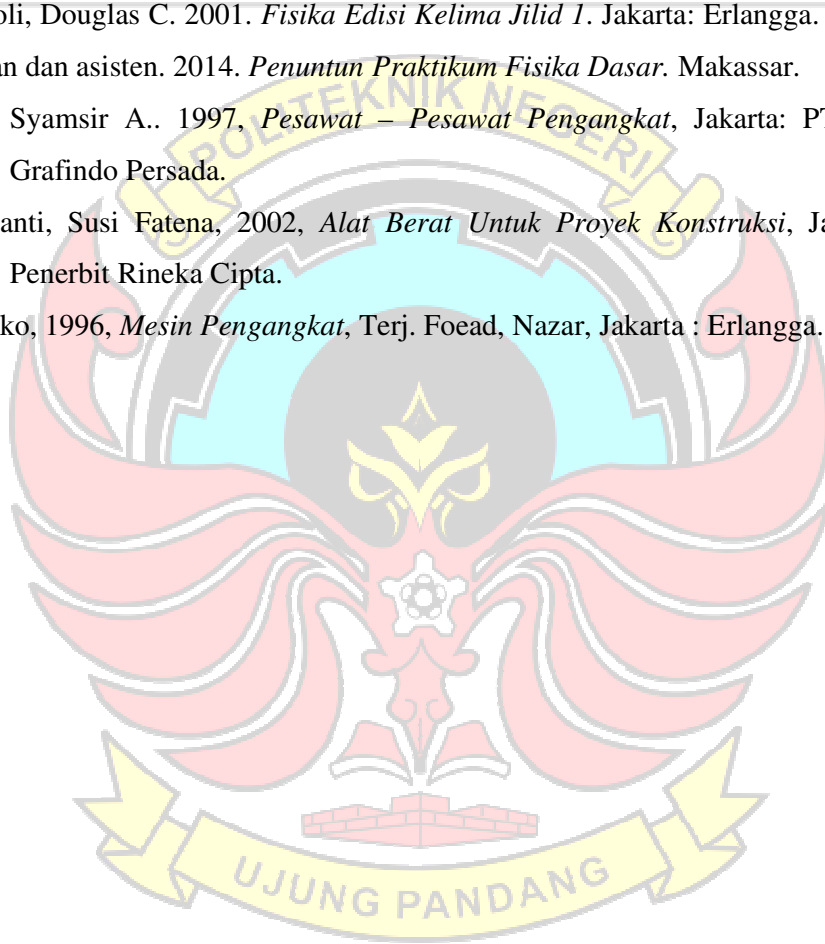 oli, Douglas C. 2001. Fisika Edisi Kelima Jilid 1. Jakarta: Erlangga.
n dan asisten. 2014. Penuntun Praktikum Fisika Dasar. Makassar.
Syamsir A.. 1997, Pesawat – Pesawat Pengangkat, Jakarta: PT
Grafindo Persada.
anti, Susi Fatena, 2002, Alat Berat Untuk Proyek Konstruksi, Ja
Penerbit Rineka Cipta.
ko, 1996, Mesin Pengangkat, Terj. Foead, Nazar, Jakarta : Erlangga.
POLITEKNIK NEGERI
UJUNG PANDANG